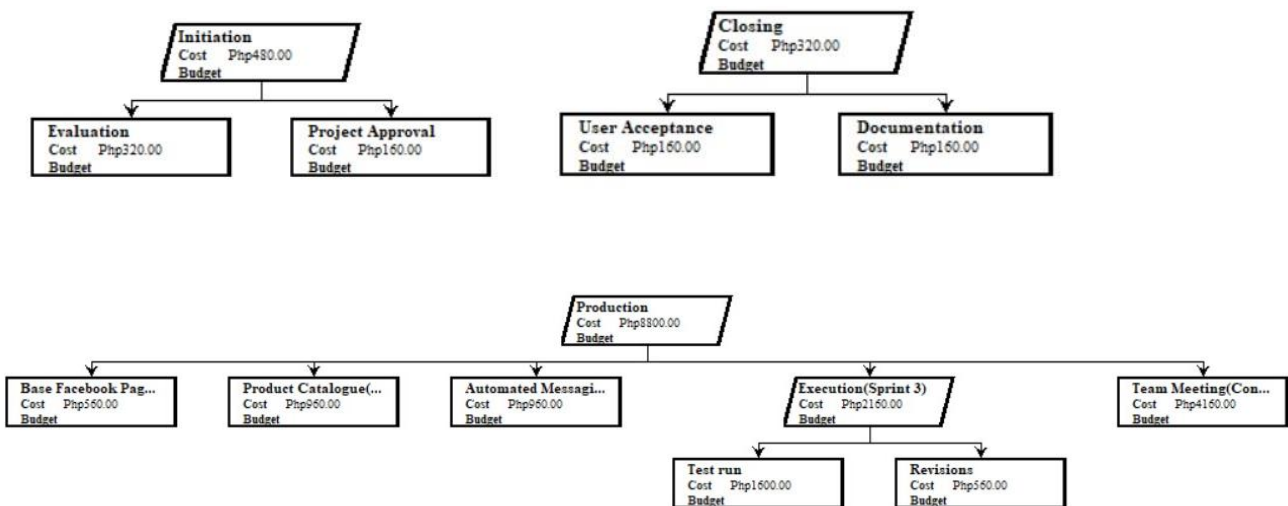 Initiation
Cost Php480.00
Budget
Evaluation
Cost Php320.00
Budget
Project Approval
Cost Php160.00
Budget
Closing
Cost Php320.00
Budget
User Acceptance
Cost Php160.00
Budget
Documentation
Cost Php160.00
Budget
Production
Cost Php8800.00
Budget
Base Facebook Pag...
Cost Php560.00
Budget
Product Catalogue(...
Cost Php960.00
Budget
Automated Messagi...
Cost Php960.00
Budget
Execution(Sprint 3)
Cost Php2160.00
Budget
Team Meeting(Con...
Cost Php4160.00
Budget
Test run
Cost Php1600.00
Budget
Revisions
Cost Php560.00
Budget